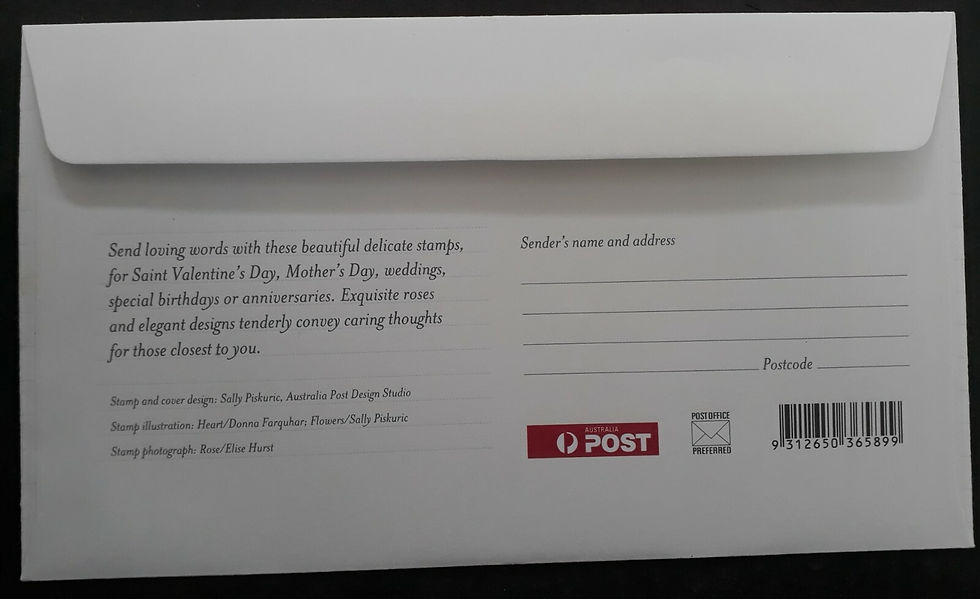 Send loving words with these beautiful delicate stamps,
for Saint Valentine's Day, Mother's Day, weddings,
special birthdays or anniversaries. Exquisite roses
and elegant designs tenderly convey caring thoughts
for those closest to you.
Stamp and cover design: Sally Piskuric, Australia Post Design Studio
Stamp illustration: Heart/Donna Farquhar; Flowers/Sally Piskuric
Stamp photograph: Rose/Elise Hurst
Sender's name and address
Postcode
AUSTRALIA
POST
POST OFFICE
PREFERRED
9 312650 365899